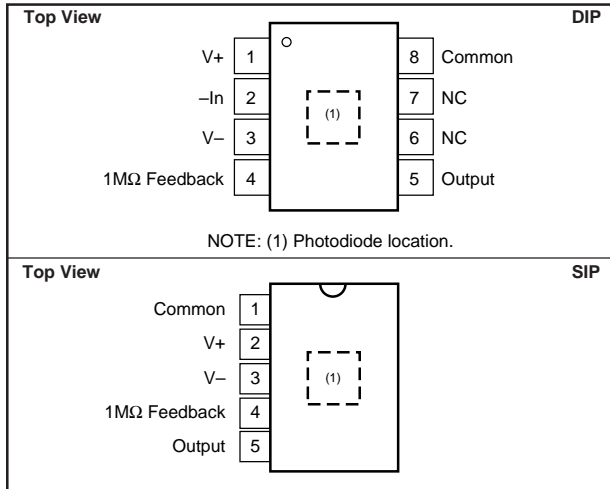 Top View DIP
V+ 1 8 Common
–In 2 (1) 7 NC
V– 3 6 NC
1MΩ Feedback 4 5 Output
NOTE: (1) Photodiode location.
Top View SIP
Common 1
V+ 2
V– 3 (1)
1MΩ Feedback 4
Output 5